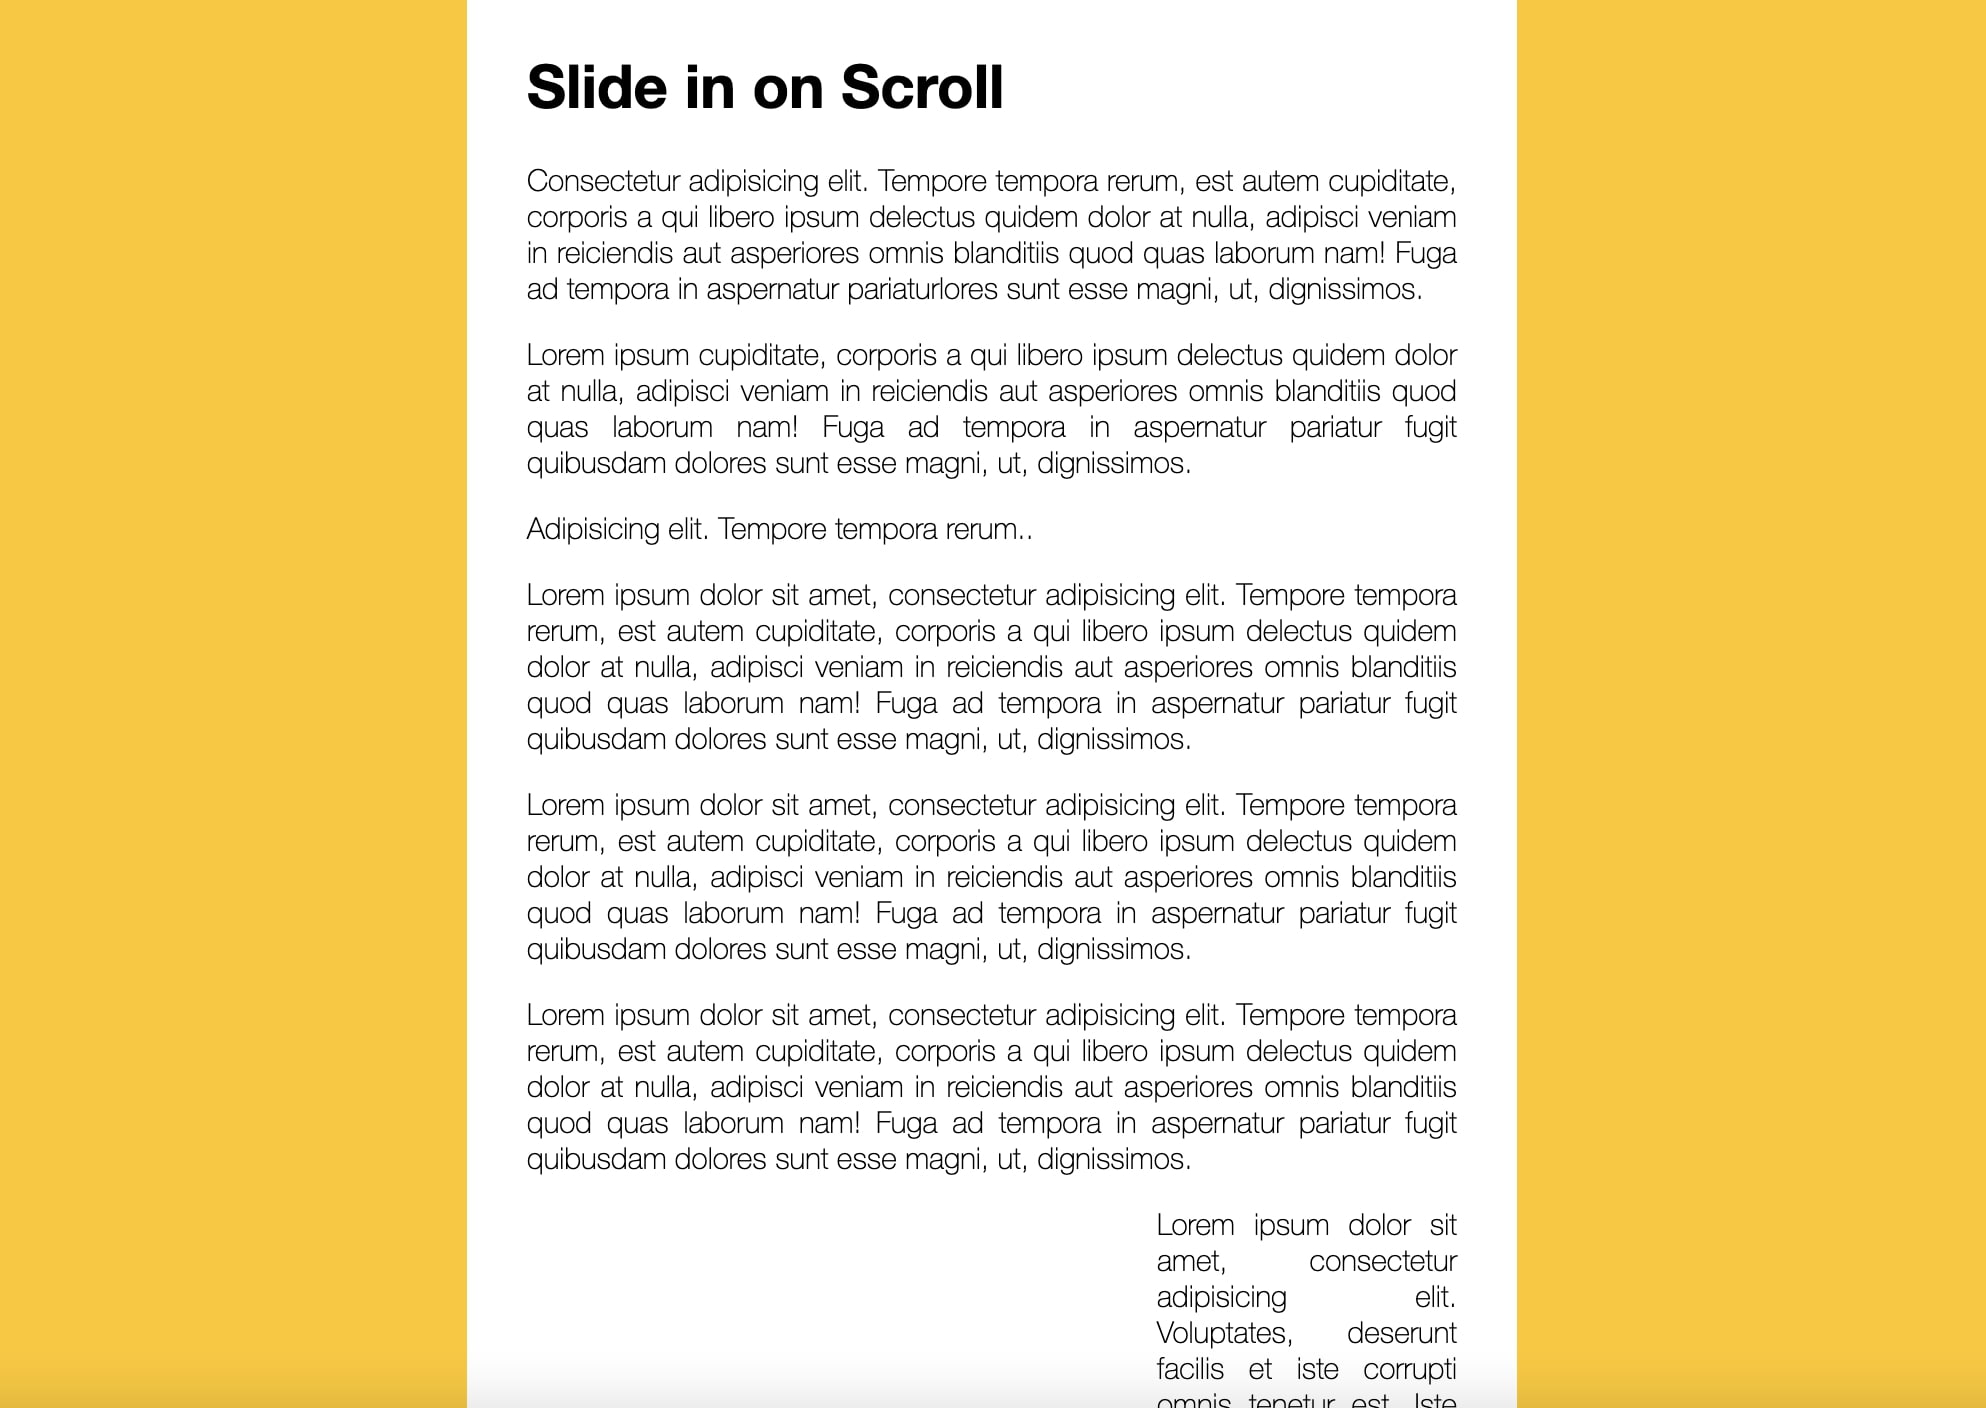 Slide in on Scroll
Consectetur adipisicing elit. Tempore tempora rerum, est autem cupiditate,
corporis a qui libero ipsum delectus quidem dolor at nulla, adipisci veniam
in reiciendis aut asperiores omnis blanditiis quod quas laborum nam! Fuga
ad tempora in aspernatur pariaturlores sunt esse magni, ut, dignissimos.
Lorem ipsum cupiditate, corporis a qui libero ipsum delectus quidem dolor
at nulla, adipisci veniam in reiciendis aut asperiores omnis blanditiis quod
quas laborum nam! Fuga ad tempora in aspernatur pariatur fugit
quibusdam dolores sunt esse magni, ut, dignissimos.
Adipisicing elit. Tempore tempora rerum..
Lorem ipsum dolor sit amet, consectetur adipisicing elit. Tempore tempora
rerum, est autem cupiditate, corporis a qui libero ipsum delectus quidem
dolor at nulla, adipisci veniam in reiciendis aut asperiores omnis blanditiis
quod quas laborum nam! Fuga ad tempora in aspernatur pariatur fugit
quibusdam dolores sunt esse magni, ut, dignissimos.
Lorem ipsum dolor sit amet, consectetur adipisicing elit. Tempore tempora
rerum, est autem cupiditate, corporis a qui libero ipsum delectus quidem
dolor at nulla, adipisci veniam in reiciendis aut asperiores omnis blanditiis
quod quas laborum nam! Fuga ad tempora in aspernatur pariatur fugit
quibusdam dolores sunt esse magni, ut, dignissimos.
Lorem ipsum dolor sit amet, consectetur adipisicing elit. Tempore tempora
rerum, est autem cupiditate, corporis a qui libero ipsum delectus quidem
dolor at nulla, adipisci veniam in reiciendis aut asperiores omnis blanditiis
quod quas laborum nam! Fuga ad tempora in aspernatur pariatur fugit
quibusdam dolores sunt esse magni, ut, dignissimos.
Lorem ipsum dolor sit
amet, consectetur
adipisicing elit.
Voluptates, deserunt
facilis et iste corrupti
omnis tenetur est. Iste